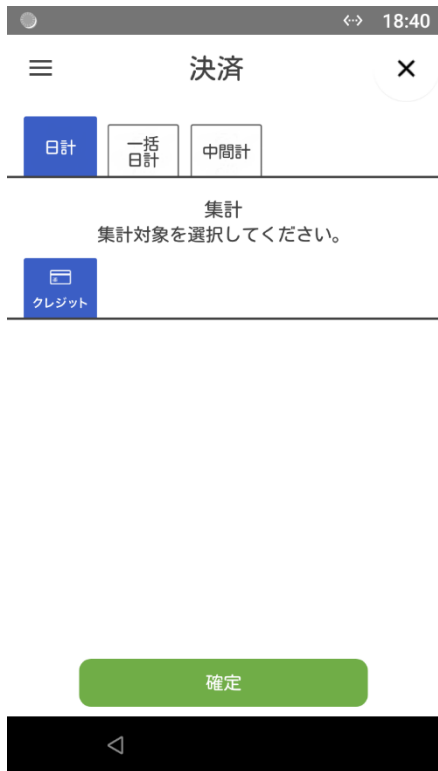 18:40
決済
日計
一括
日計
中間計
集計
集計対象を選択してください。
クレジット
確定